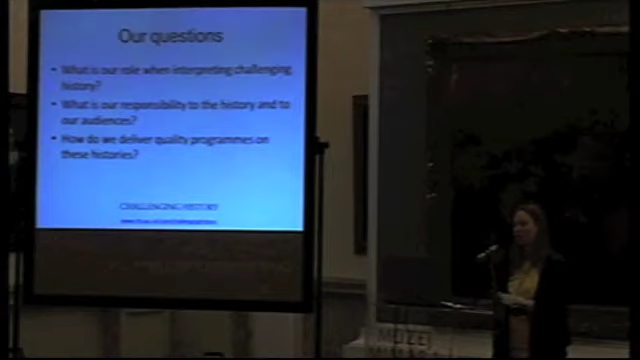 Our questions
• What is our role when interpreting challenging
history?
• What is our responsibility to the history and to
our audiences?
• How do we deliver quality programmes on
these histories?
CHALLENGING HISTORY
MUZEJ